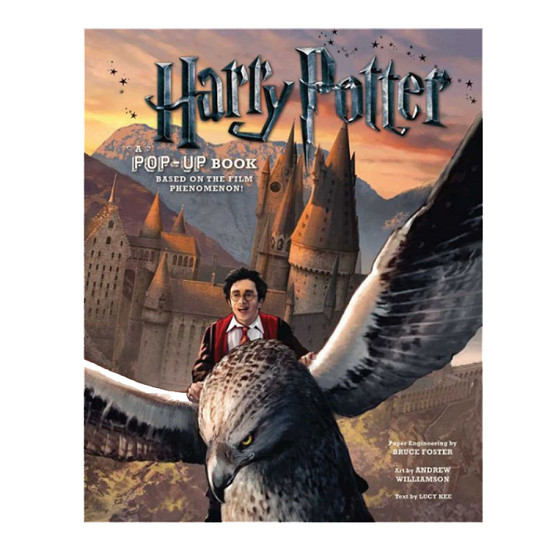 Harry Potter
A
POP-UP BOOK
BASED ON THE FILM
PHENOMENON!
Paper Engineering by
BRUCE FOSTER
Art by ANDREW
WILLIAMSON
Text by LUCY KEE